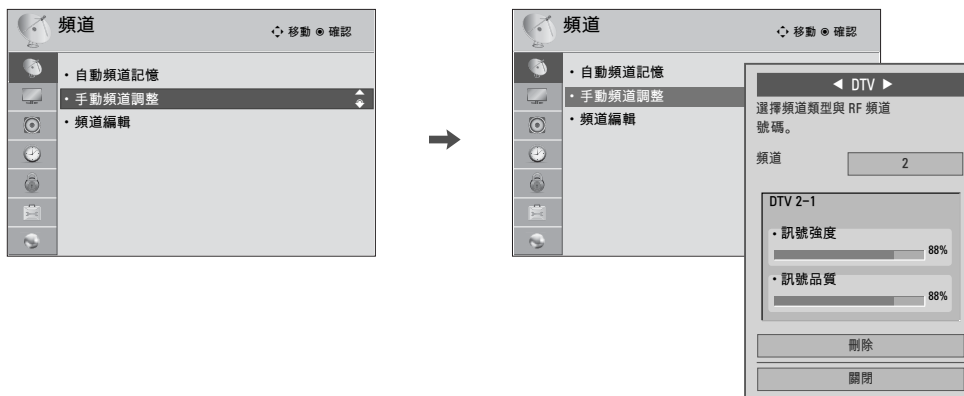 頻道
移動 ◉ 確認
・自動頻道記憶
・手動頻道調整
・頻道編輯
頻道
移動 ◉ 確認
・自動頻道記憶
・手動頻道調整
・頻道編輯
◀ DTV ▶
選擇頻道類型與 RF 頻道
號碼。
頻道 2
DTV 2-1
・訊號強度
88%
・訊號品質
88%
刪除
關閉